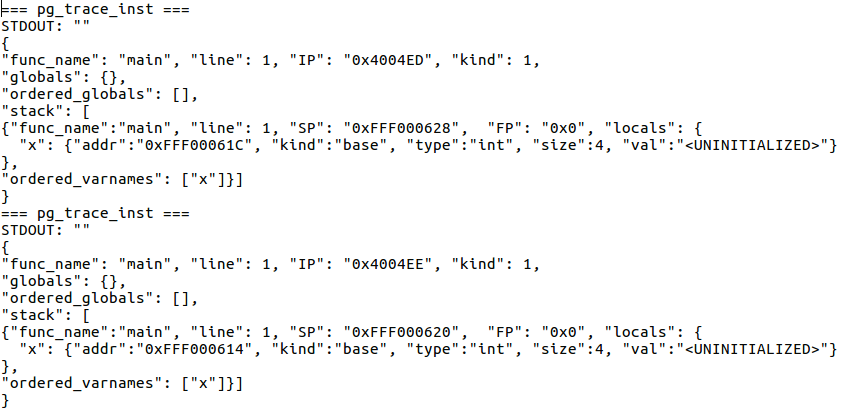 === pg_trace_inst ===
STDOUT: ""
{
"func_name": "main", "line": 1, "IP": "0x4004ED", "kind": 1,
"globals": {},
"ordered_globals": [],
"stack": [
{"func_name":"main", "line": 1, "SP": "0xFFF000628",  "FP": "0x0", "locals": {
  "x": {"addr":"0xFFF00061C", "kind":"base", "type":"int", "size":4, "val":"<UNINITIALIZED>"}
},
"ordered_varnames": ["x"]}]
}
=== pg_trace_inst ===
STDOUT: ""
{
"func_name": "main", "line": 1, "IP": "0x4004EE", "kind": 1,
"globals": {},
"ordered_globals": [],
"stack": [
{"func_name":"main", "line": 1, "SP": "0xFFF000620",  "FP": "0x0", "locals": {
  "x": {"addr":"0xFFF000614", "kind":"base", "type":"int", "size":4, "val":"<UNINITIALIZED>"}
},
"ordered_varnames": ["x"]}]
}